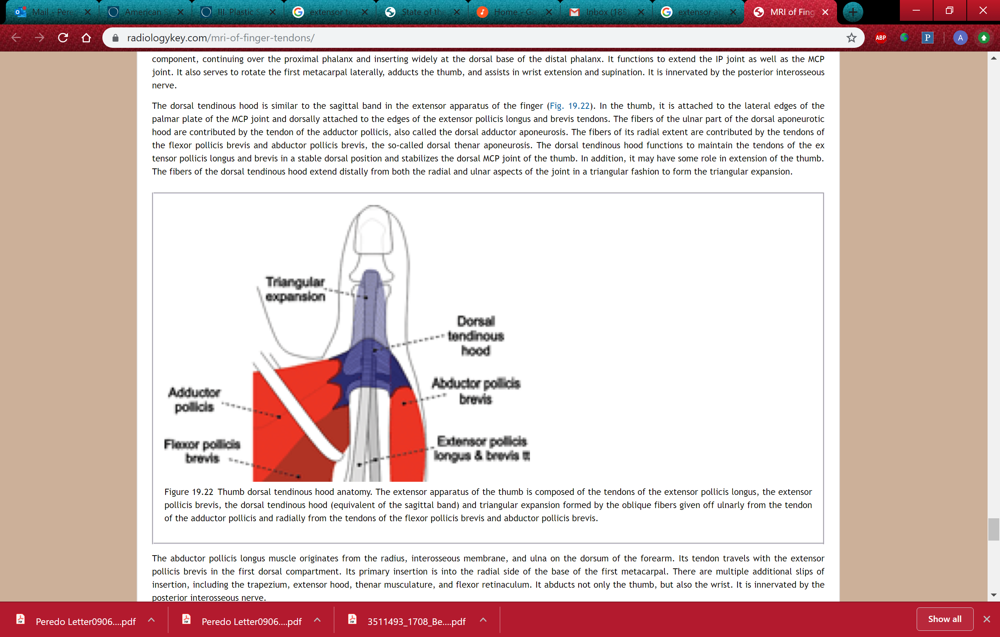 Mail - Pere
American S
III. Plastic S
extensor te
State of the
Home - Go
Inbox (185
extensor a
MRI of Fing
radiologykey.com/mri-of-finger-tendons/
ABP
P
A
component, continuing over the proximal phalanx and inserting widely at the dorsal base of the distal phalanx. It functions to extend the IP joint as well as the MCP
joint. It also serves to rotate the first metacarpal laterally, adducts the thumb, and assists in wrist extension and supination. It is innervated by the posterior interosseous
nerve.
The dorsal tendinous hood is similar to the sagittal band in the extensor apparatus of the finger (Fig. 19.22). In the thumb, it is attached to the lateral edges of the
palmar plate of the MCP joint and dorsally attached to the edges of the extensor pollicis longus and brevis tendons. The fibers of the ulnar part of the dorsal aponeurotic
hood are contributed by the tendon of the adductor pollicis, also called the dorsal adductor aponeurosis. The fibers of its radial extent are contributed by the tendons of
the flexor pollicis brevis and abductor pollicis brevis, the so-called dorsal thenar aponeurosis. The dorsal tendinous hood functions to maintain the tendons of the ex
tensor pollicis longus and brevis in a stable dorsal position and stabilizes the dorsal MCP joint of the thumb. In addition, it may have some role in extension of the thumb.
The fibers of the dorsal tendinous hood extend distally from both the radial and ulnar aspects of the joint in a triangular fashion to form the triangular expansion.
Triangular
expansion
Dorsal
tendinous
hood
Abductor pollicis
brevis
Adductor
pollicis
Flexor pollicis
brevis
Extensor pollicis
longus & brevis tt
Figure 19.22 Thumb dorsal tendinous hood anatomy. The extensor apparatus of the thumb is composed of the tendons of the extensor pollicis longus, the extensor
pollicis brevis, the dorsal tendinous hood (equivalent of the sagittal band) and triangular expansion formed by the oblique fibers given off ulnarly from the tendon
of the adductor pollicis and radially from the tendons of the flexor pollicis brevis and abductor pollicis brevis.
The abductor pollicis longus muscle originates from the radius, interosseous membrane, and ulna on the dorsum of the forearm. Its tendon travels with the extensor
pollicis brevis in the first dorsal compartment. Its primary insertion is into the radial side of the base of the first metacarpal. There are multiple additional slips of
insertion, including the trapezium, extensor hood, thenar musculature, and flexor retinaculum. It abducts not only the thumb, but also the wrist. It is innervated by the
posterior interosseous nerve.
Peredo Letter0906....pdf
Peredo Letter0906....pdf
3511493_1708_Be....pdf
Show all